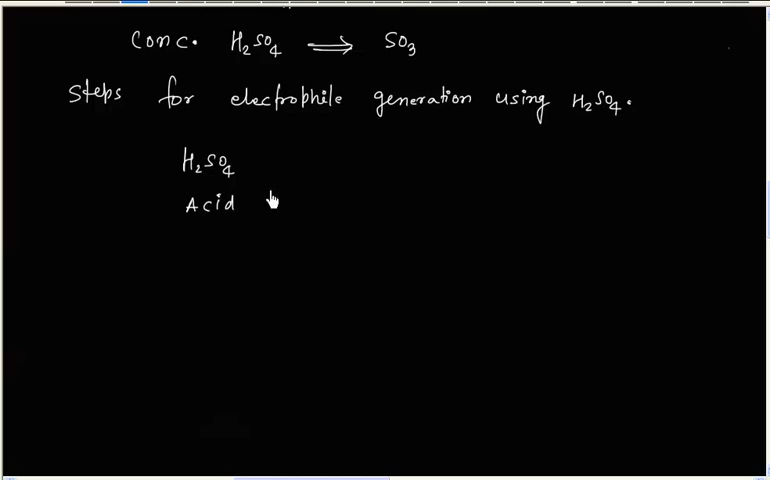 Conc. H₂SO₄ ⇌ SO₃
Steps for electrophile generation using H₂SO₄.
H₂SO₄
Acid